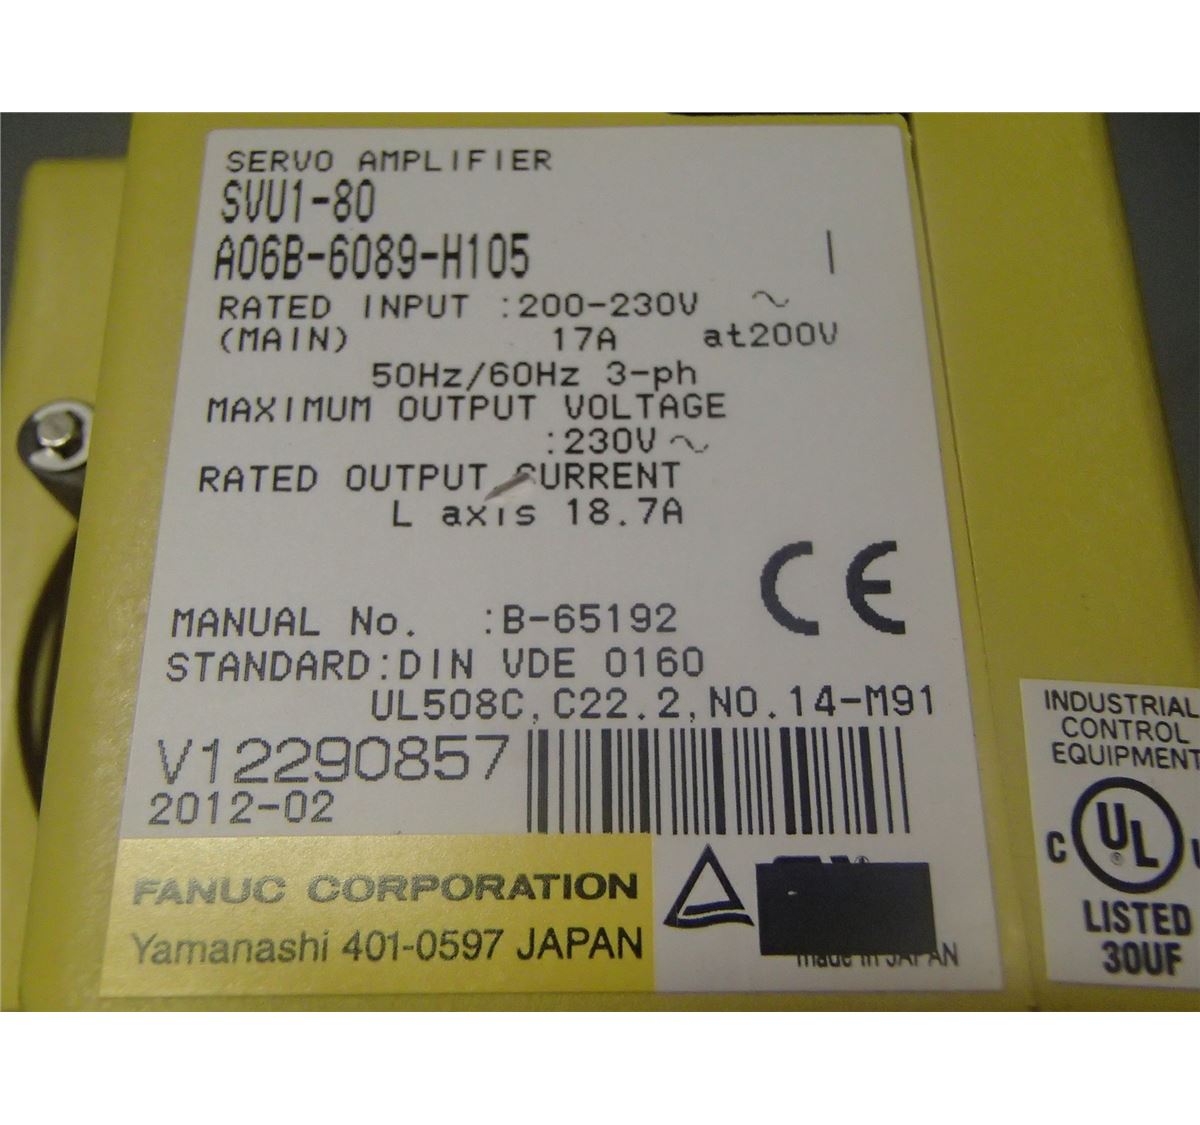 SERVO AMPLIFIER
SVU1-80
A06B-6089-H105
RATED INPUT :200-230V
(MAIN) 17A at200V
50Hz/60Hz 3-ph
MAXIMUM OUTPUT VOLTAGE
:230V
RATED OUTPUT CURRENT
L axis 18.7A
CE
MANUAL No. :B-65192
STANDARD:DIN VDE 0160
UL508C,C22.2,NO.14-M91
V12290857
2012-02
FANUC CORPORATION
Yamanashi 401-0597 JAPAN
made in JAPAN
INDUSTRIAL
CONTROL
EQUIPMENT
C UL
®
LISTED
30UF